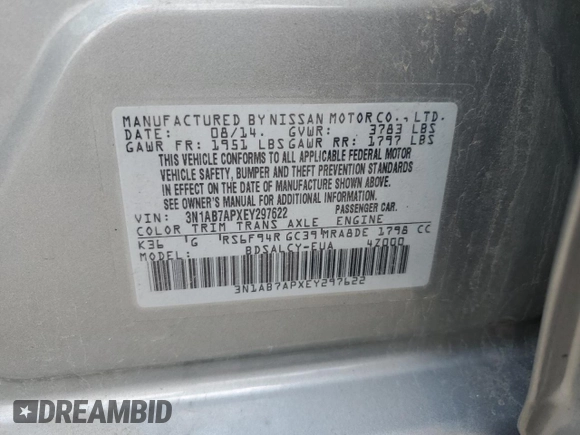 MANUFACTURED BY NISSAN MOTOR CO., LTD.
DATE: 08/14. GVWR: 3783 LBS
GAWR FR: 1951 LBS GAWR RR: 1797 LBS
THIS VEHICLE CONFORMS TO ALL APPLICABLE FEDERAL MOTOR
VEHICLE SAFETY, BUMPER AND THEFT PREVENTION STANDARDS
IN EFFECT ON THE DATE OF MANUFACTURE SHOWN ABOVE.
SEE OWNER'S MANUAL FOR ADDITIONAL INFORMATION.
VIN: 3N1AB7APXEY297622 PASSENGER CAR.
COLOR TRIM TRANS AXLE ENGINE
K36 G RS6F94R GC39 MRA8DE 1798 CC
MODEL: BDSALCY-EUA 47000
3N1AB7APXEY297622
DREAMBID